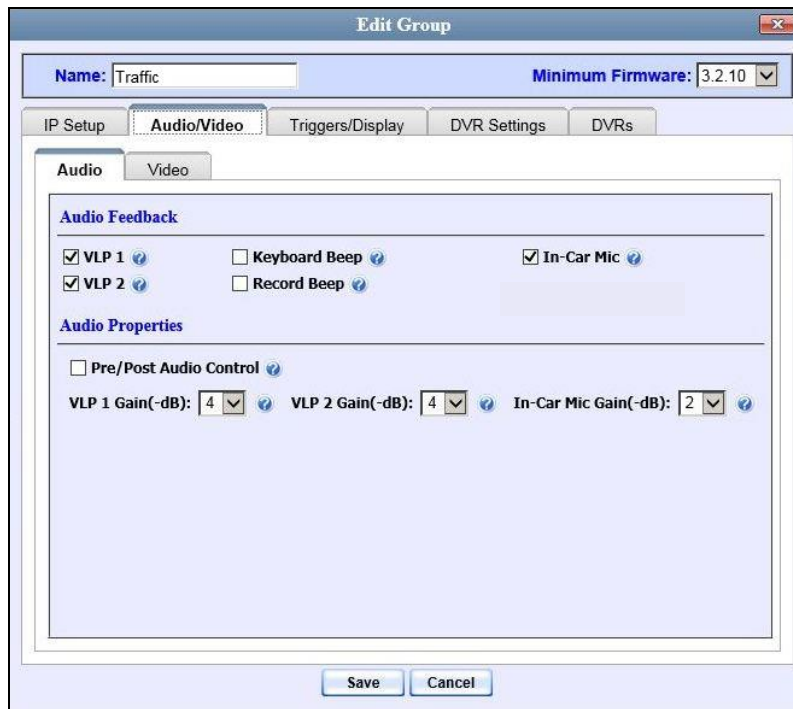 Edit Group
Name: Traffic Minimum Firmware: 3.2.10
IP Setup Audio/Video Triggers/Display DVR Settings DVRs
Audio Video
Audio Feedback
VLP 1 Keyboard Beep In-Car Mic
VLP 2 Record Beep
Audio Properties
Pre/Post Audio Control
VLP 1 Gain(-dB): 4 VLP 2 Gain(-dB): 4 In-Car Mic Gain(-dB): 2
Save Cancel